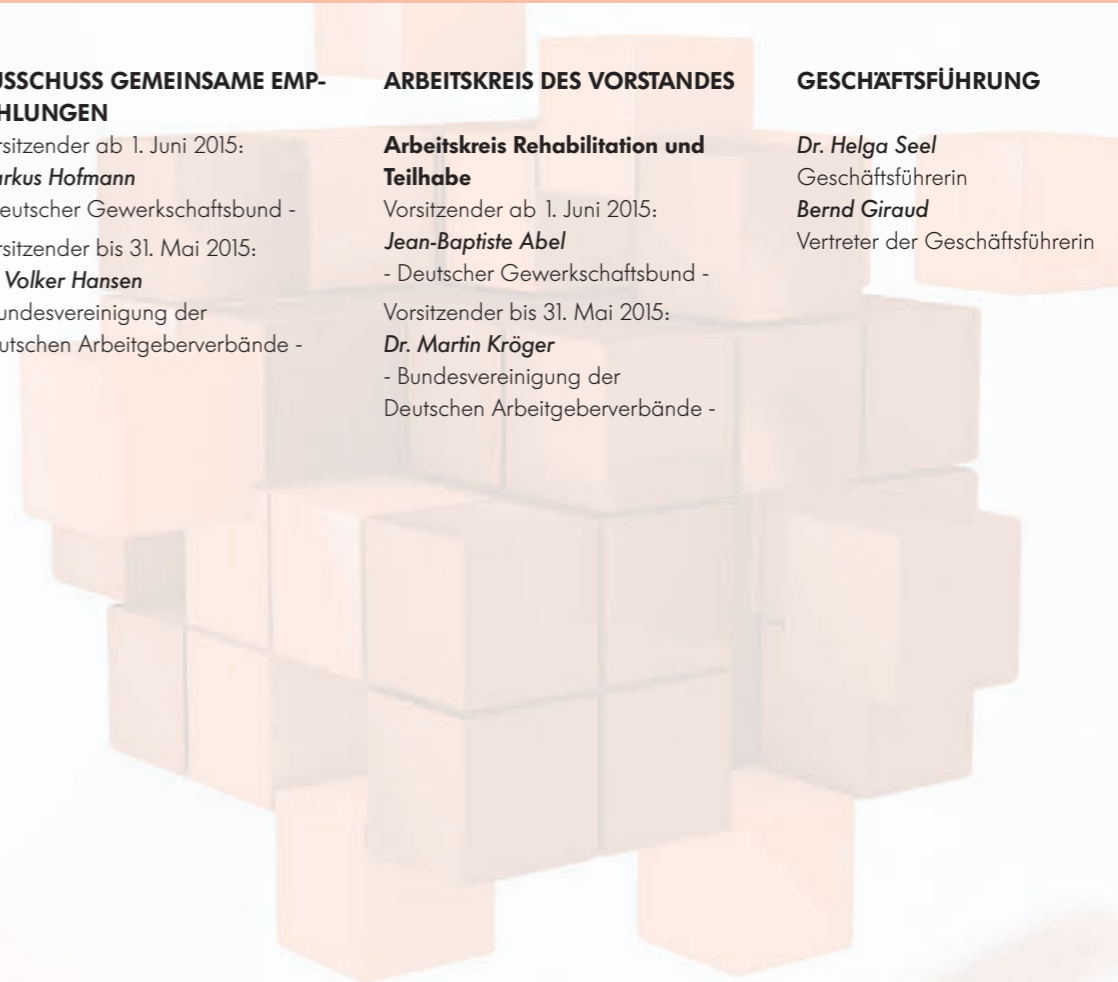 USSCHUSS GEMEINSAME EMP-
HLUNGEN
rsitzender ab 1. Juni 2015:
arkus Hofmann
eutscher Gewerkschaftsbund -
rsitzender bis 31. Mai 2015:
Volker Hansen
undesvereinigung der
utschen Arbeitgeberverbände -
ARBEITSKREIS DES VORSTANDES
Arbeitskreis Rehabilitation und
Teilhabe
Vorsitzender ab 1. Juni 2015:
Jean-Baptiste Abel
- Deutscher Gewerkschaftsbund -
Vorsitzender bis 31. Mai 2015:
Dr. Martin Kröger
- Bundesvereinigung der
Deutschen Arbeitgeberverbände -
GESCHÄFTSFÜHRUNG
Dr. Helga Seel
Geschäftsführerin
Bernd Giraud
Vertreter der Geschäftsführerin